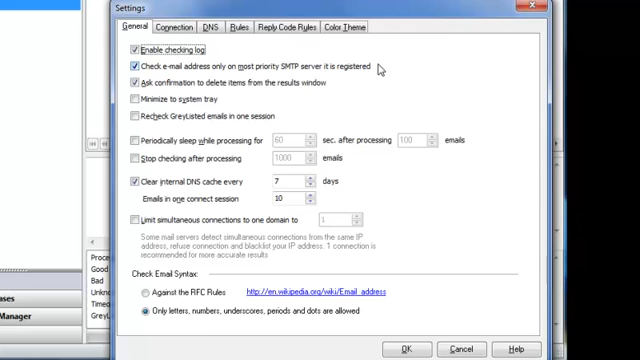 Settings
General Connection DNS Rules Reply Code Rules Color Theme
Enable checking log
Check e-mail address only on most priority SMTP server it is registered
Ask confirmation to delete items from the results window
Minimize to system tray
Recheck GreyListed emails in one session
Periodically sleep while processing for 60 sec. after processing 100 emails
Stop checking after processing 1000 emails
Clear internal DNS cache every 7 days
Emails in one connect session 10
Limit simultaneous connections to one domain to 1
Some mail servers detect simultaneous connections from the same IP
address, refuse connection and blacklist your IP address. 1 connection is
recommended for more accurate results
Check Email Syntax:
Against the RFC Rules http://en.wikipedia.org/wiki/Email_address
Only letters, numbers, underscores, periods and dots are allowed
OK Cancel Help
Proce
Good
Bad
Unkno
Timeo
GreyL
ases
Manager